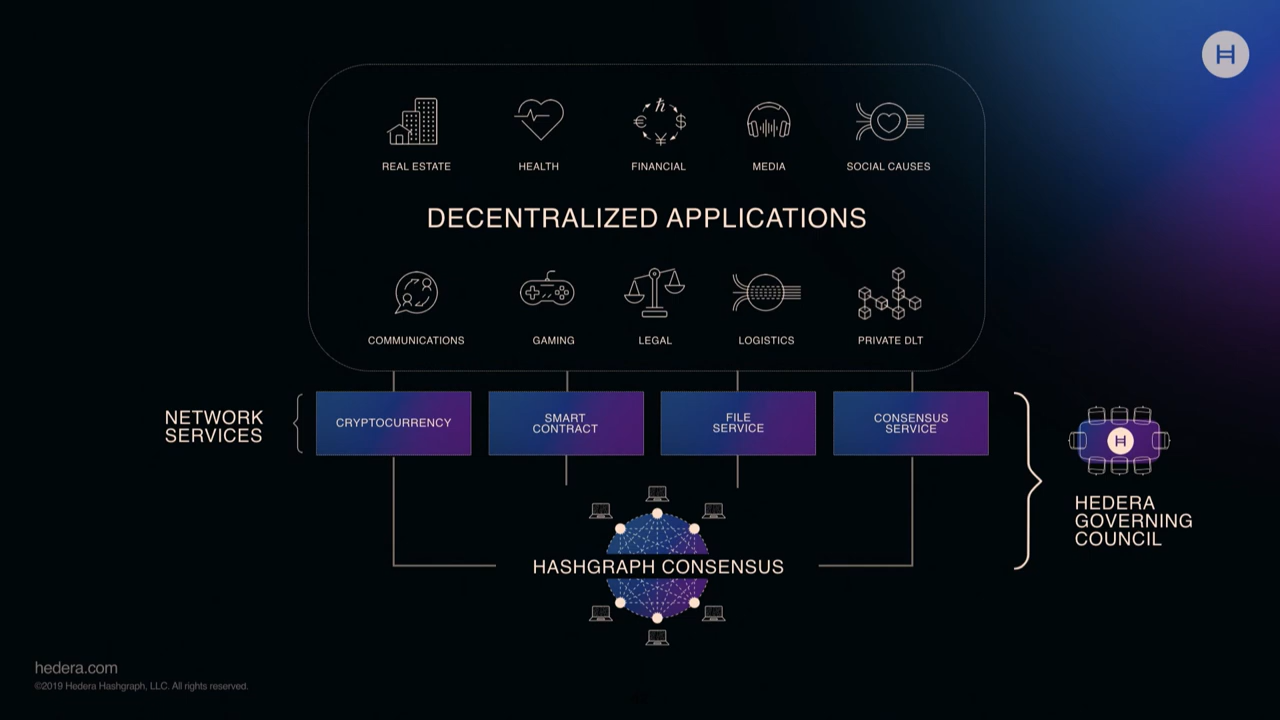 REAL ESTATE
HEALTH
FINANCIAL
MEDIA
SOCIAL CAUSES
DECENTRALIZED APPLICATIONS
COMMUNICATIONS
GAMING
LEGAL
LOGISTICS
PRIVATE DLT
NETWORK
SERVICES
CRYPTOCURRENCY
SMART
CONTRACT
FILE
SERVICE
CONSENSUS
SERVICE
HASHGRAPH CONSENSUS
HEDERA
GOVERNING
COUNCIL
hedera.com
©2019 Hedera Hashgraph, LLC. All rights reserved.